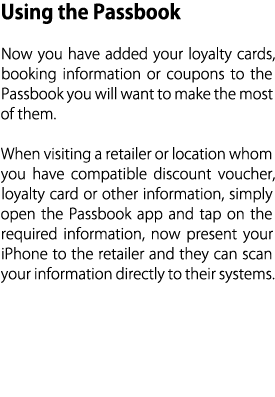 Using the Passbook
Now you have added your loyalty cards,
booking information or coupons to the
Passbook you will want to make the most
of them.
When visiting a retailer or location whom
you have compatible discount voucher,
loyalty card or other information, simply
open the Passbook app and tap on the
required information, now present your
iPhone to the retailer and they can scan
your information directly to their systems.